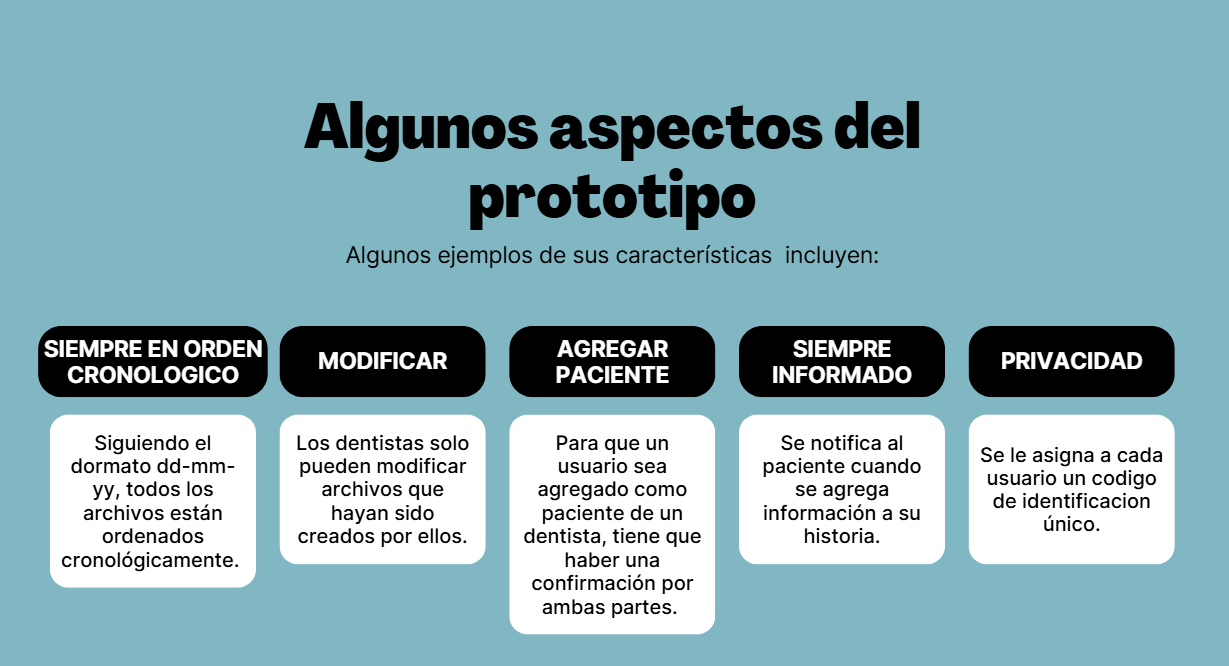 Algunos aspectos del
prototipo
Algunos ejemplos de sus características  incluyen:
SIEMPRE EN ORDEN
CRONOLOGICO
Siguiendo el
dormato dd-mm-
yy, todos los
archivos están
ordenados
cronológicamente.
MODIFICAR
Los dentistas solo
pueden modificar
archivos que
hayan sido
creados por ellos.
AGREGAR
PACIENTE
Para que un
usuario sea
agregado como
paciente de un
dentista, tiene que
haber una
confirmación por
ambas partes.
SIEMPRE
INFORMADO
Se notifica al
paciente cuando
se agrega
información a su
historia.
PRIVACIDAD
Se le asigna a cada
usuario un codigo
de identificacion
único.